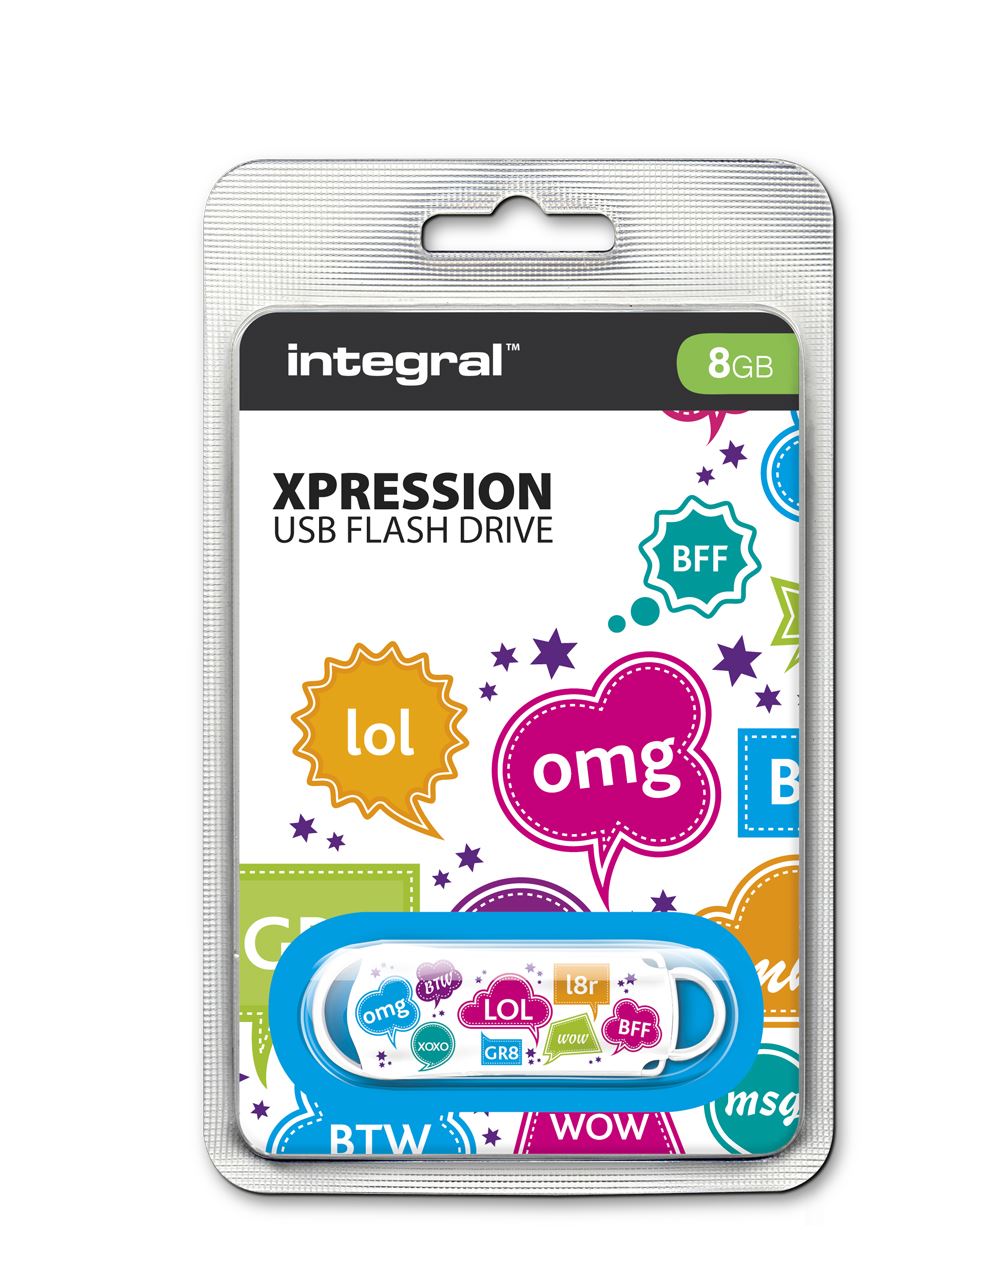 integral™
8GB
XPRESSION
USB FLASH DRIVE
BFF
lol
omg
B
omg
BTW
LOL
l8r
BFF
XOXO
GR8
wow
BTW
WOW
msg